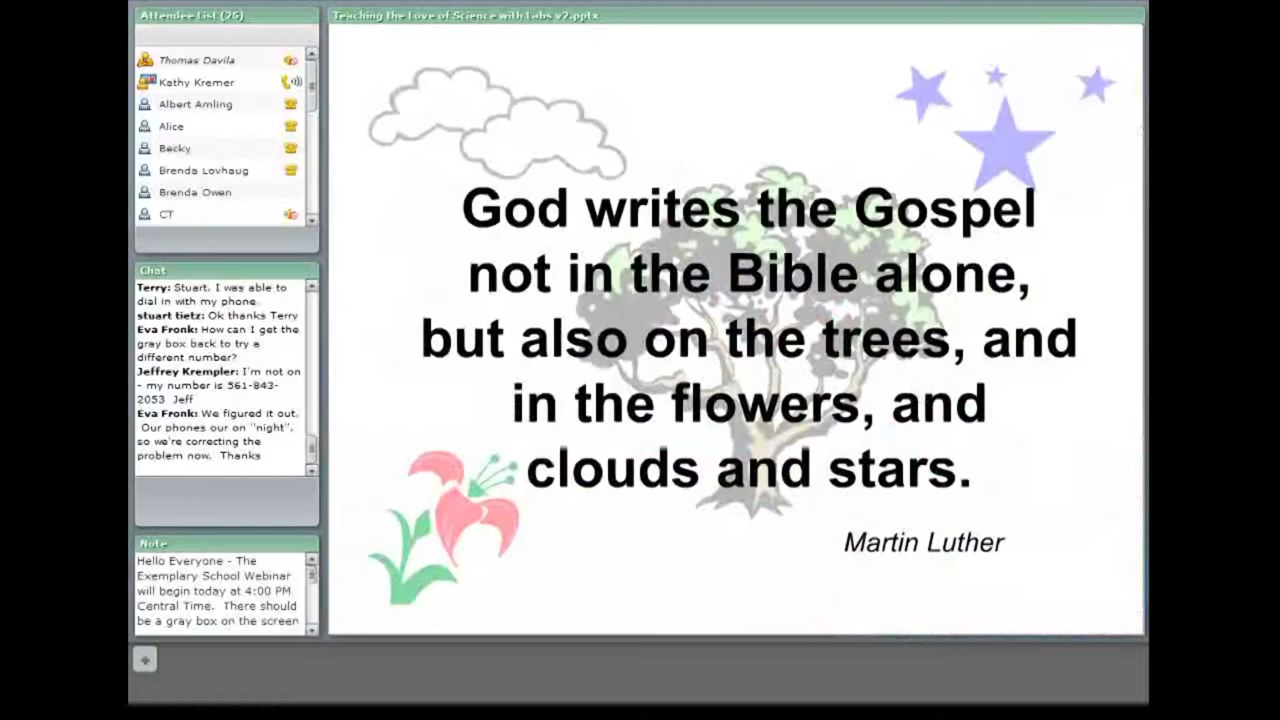 Attendee List (25)
Thomas Davila
Kathy Kremer
Albert Amling
Alice
Becky
Brenda Lovhaug
Brenda Owen
CT
Chat
Terry: Stuart, I was able to
dial in with my phone
stuart tietz: Ok thanks Terry
Eva Fronk: How can I get the
gray box back to try a
different number?
Jeffrey Krempler: I'm not on
- my number is 561-843-
2053 Jeff
Eva Fronk: We figured it out.
Our phones our on "night",
so we're correcting the
problem now. Thanks
Note
Hello Everyone - The
Exemplary School Webinar
will begin today at 4:00 PM
Central Time. There should
be a gray box on the screen
Teaching the Love of Science with Labs v2.pptx
God writes the Gospel
not in the Bible alone,
but also on the trees, and
in the flowers, and
clouds and stars.
Martin Luther